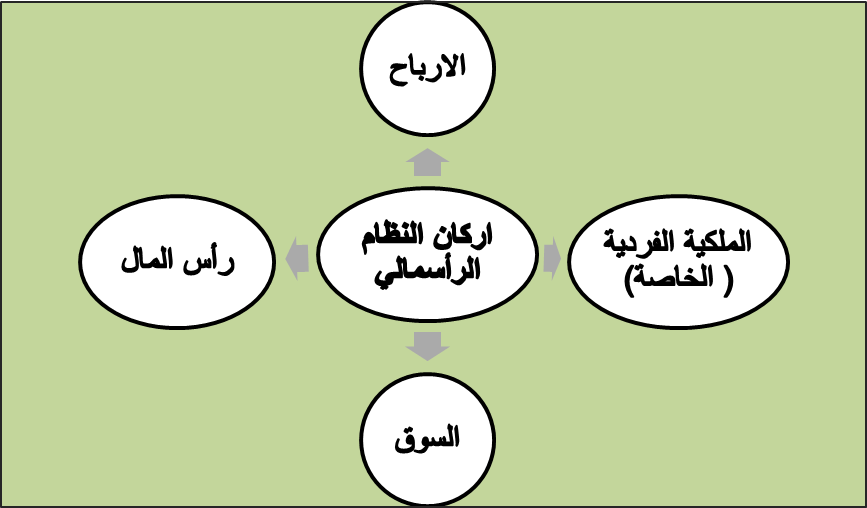 الارباح
اركان النظام
الرأسمالي
الملكية الفردية
( الخاصة)
رأس المال
السوق